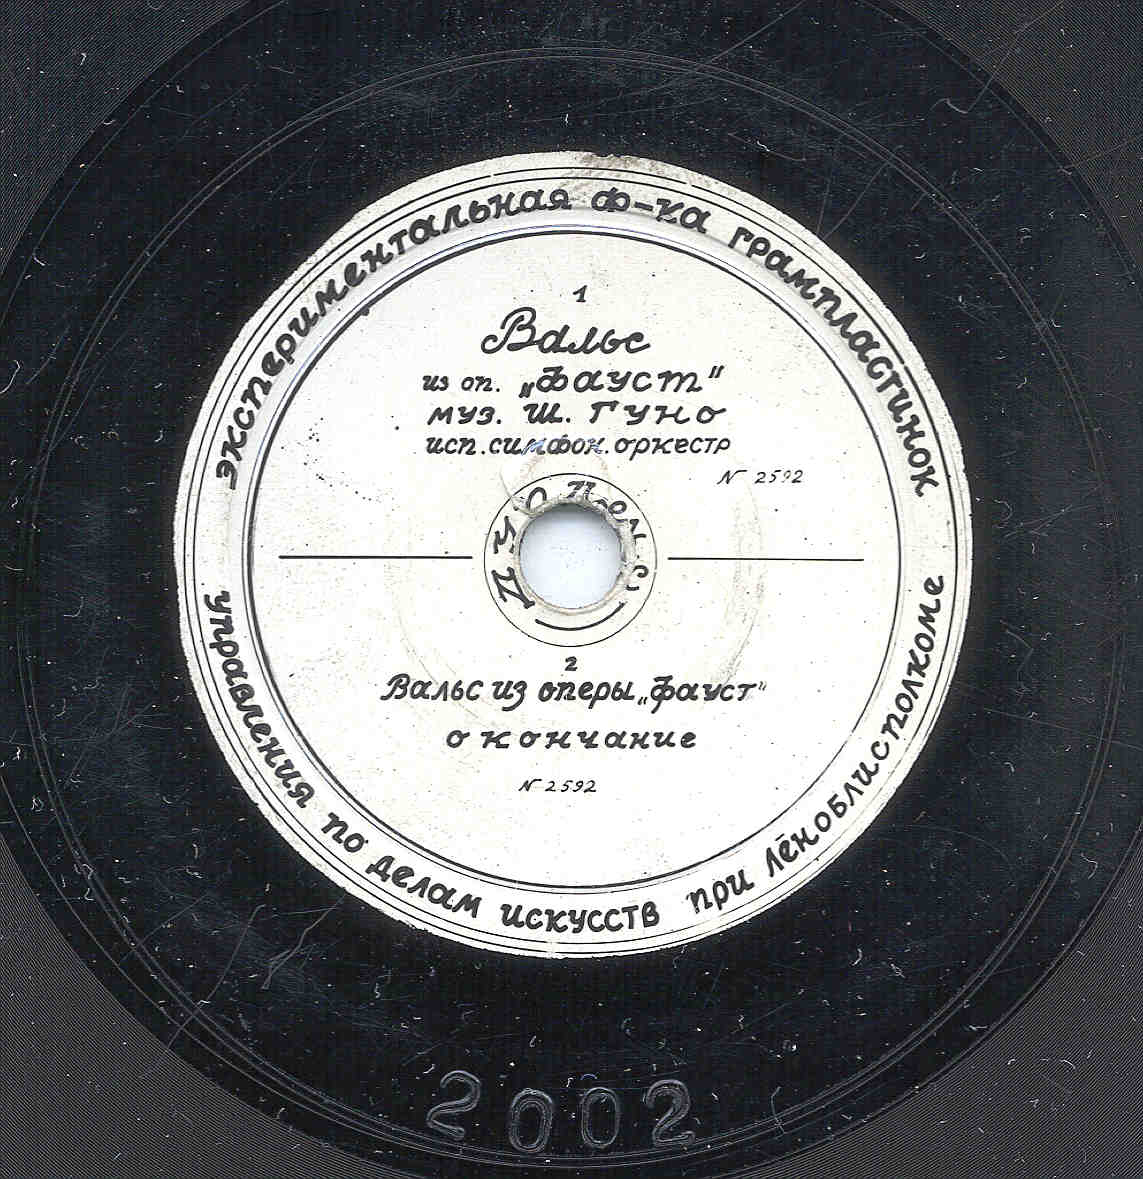 экспериментальная ф-ка грампластинок
1
Вальс
из оп. „Фауст"
муз. Ш. Гуно
исп. симфон. оркестр
№ 2592
2
Вальс из оперы „Фауст"
окончание
№ 2592
управления по делам искусств при леноблисполкоме
2002